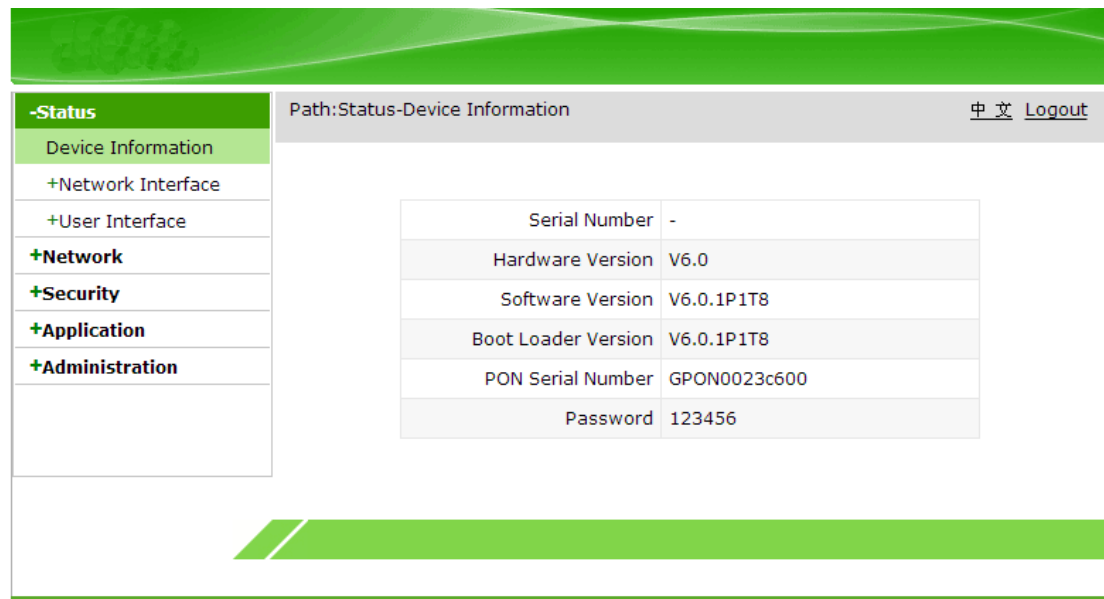 -Status
Device Information
+Network Interface
+User Interface
+Network
+Security
+Application
+Administration
Path:Status-Device Information
中 文 Logout
Serial Number -
Hardware Version V6.0
Software Version V6.0.1P1T8
Boot Loader Version V6.0.1P1T8
PON Serial Number GPON0023c600
Password 123456